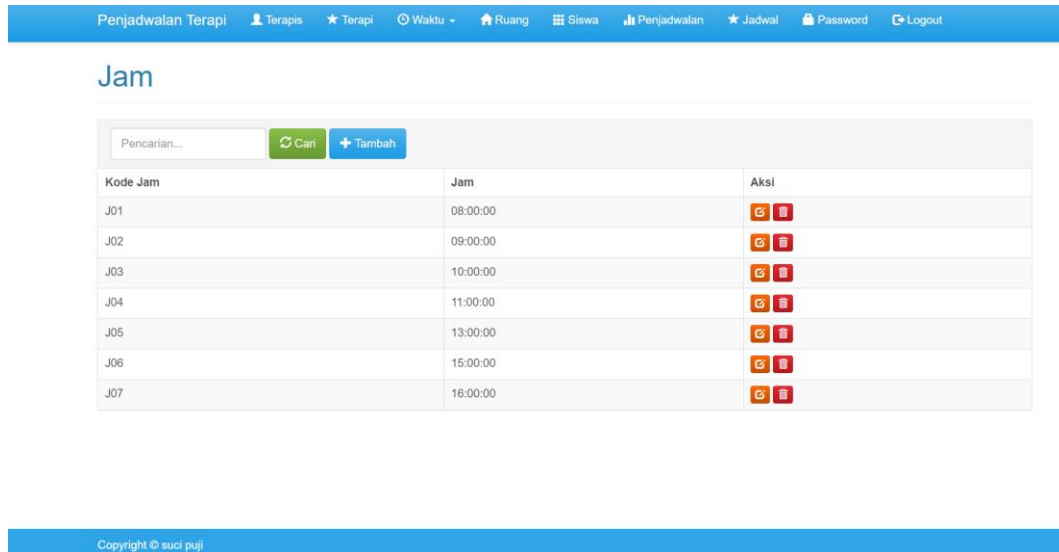 Penjadwalan Terapi Terapis Terapi Waktu Ruang Siswa Penjadwalan Jadwal Password Logout
Jam
Pencarian... Cari Tambah
Kode Jam Jam Aksi
J01 08:00:00
J02 09:00:00
J03 10:00:00
J04 11:00:00
J05 13:00:00
J06 15:00:00
J07 16:00:00
Copyright © suci puji